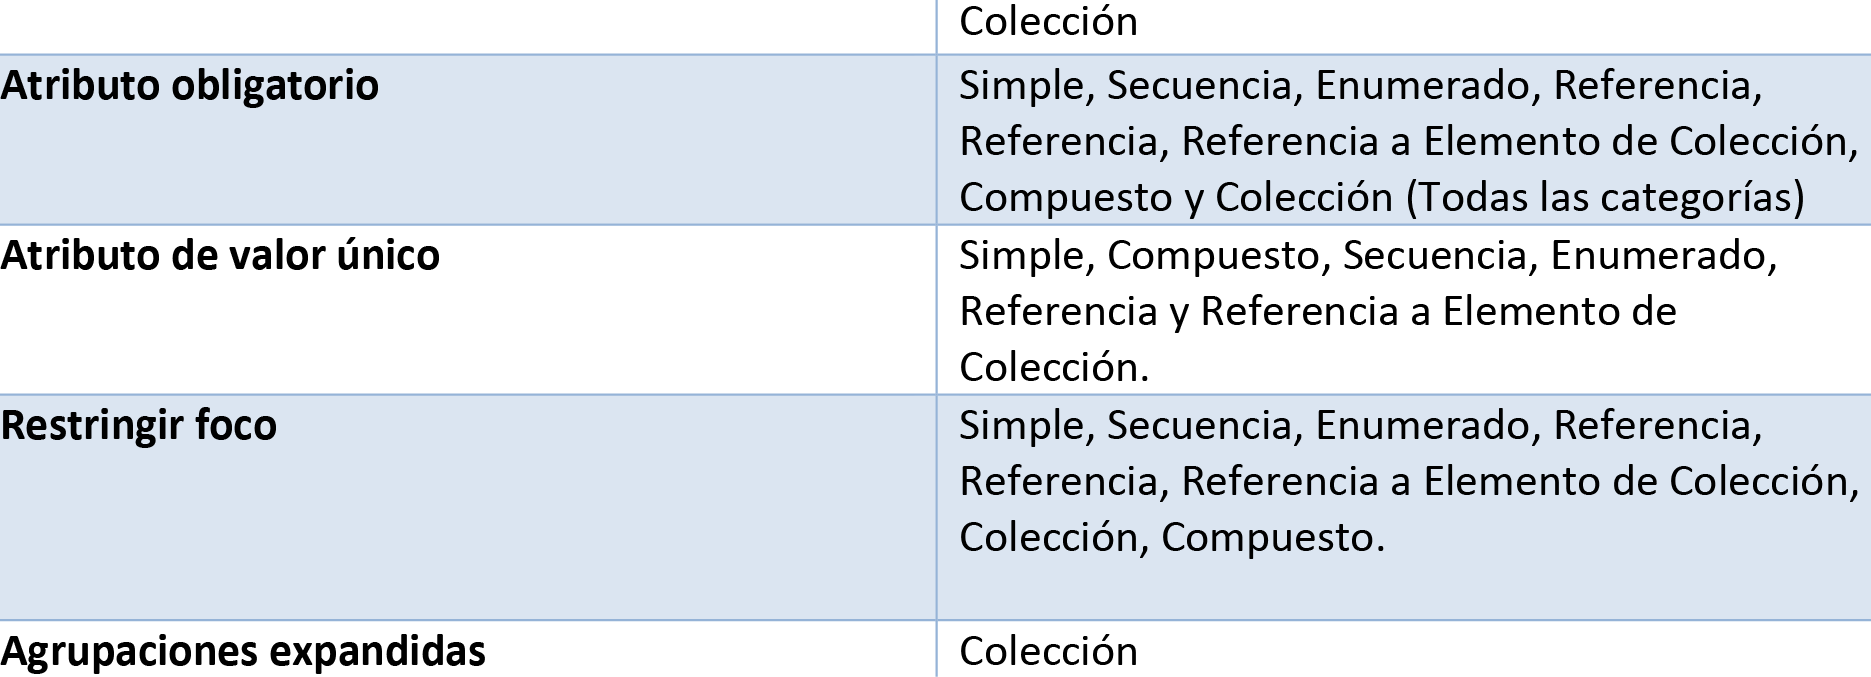 Colección
Atributo obligatorio
Simple, Secuencia, Enumerado, Referencia,
Referencia, Referencia a Elemento de Colección,
Compuesto y Colección (Todas las categorías)
Atributo de valor único
Simple, Compuesto, Secuencia, Enumerado,
Referencia y Referencia a Elemento de
Colección.
Restringir foco
Simple, Secuencia, Enumerado, Referencia,
Referencia, Referencia a Elemento de Colección,
Colección, Compuesto.
Agrupaciones expandidas
Colección